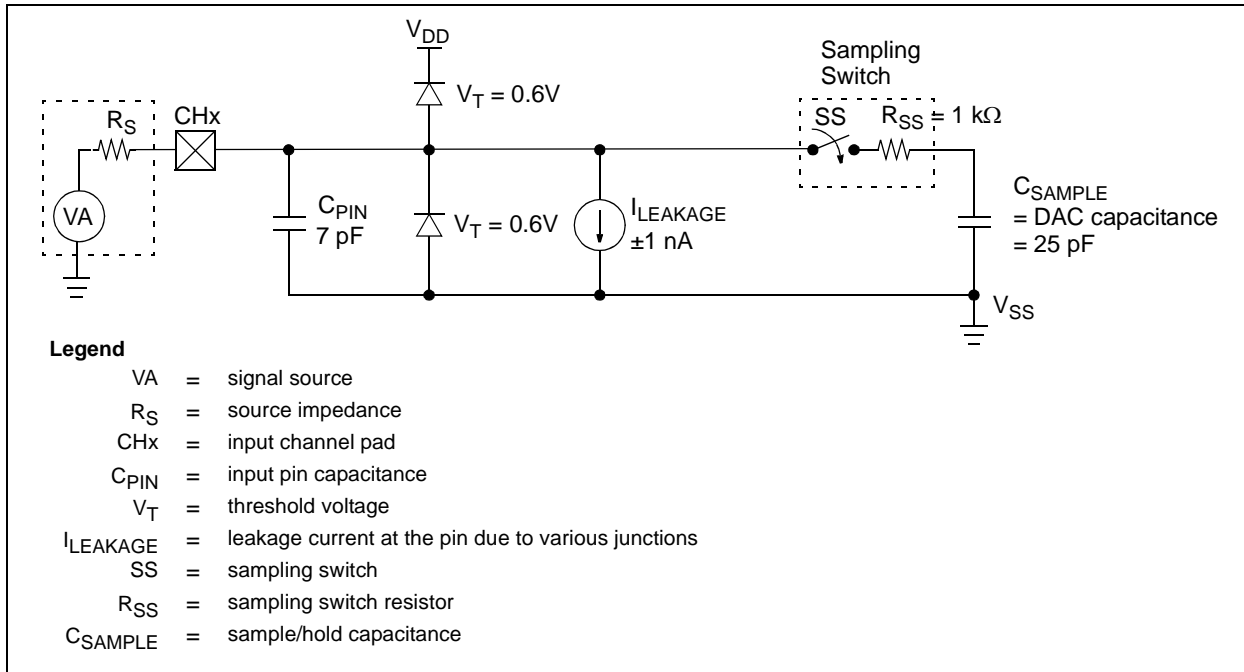 VDD
Sampling
Switch
VT = 0.6V
RS
CHx
SS
RSS = 1 kΩ
VA
CPIN
7 pF
VT = 0.6V
ILEAKAGE
±1 nA
CSAMPLE
= DAC capacitance
= 25 pF
VSS
Legend
VA = signal source
RS = source impedance
CHx = input channel pad
CPIN = input pin capacitance
VT = threshold voltage
ILEAKAGE = leakage current at the pin due to various junctions
SS = sampling switch
RSS = sampling switch resistor
CSAMPLE = sample/hold capacitance